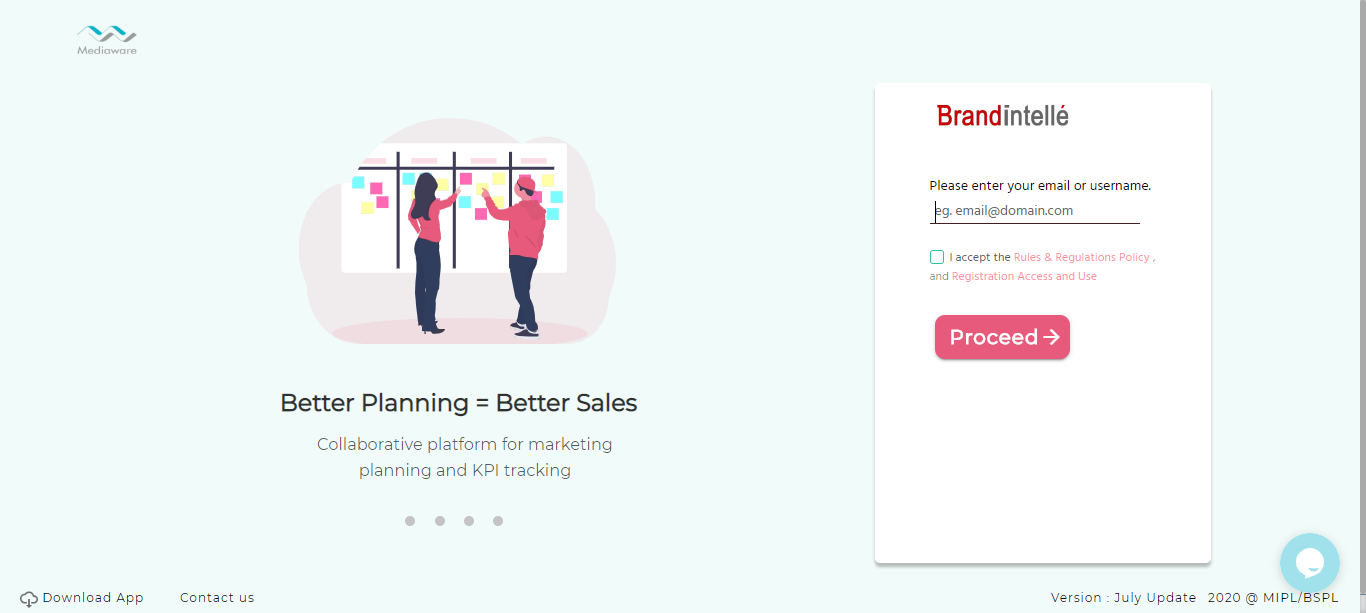 Mediaware
Brandintellé
Please enter your email or username.
eg. email@domain.com
I accept the Rules & Regulations Policy ,
and Registration Access and Use
Proceed
Better Planning = Better Sales
Collaborative platform for marketing
planning and KPI tracking
Download App
Contact us
Version : July Update 2020 @ MIPL/BSPL